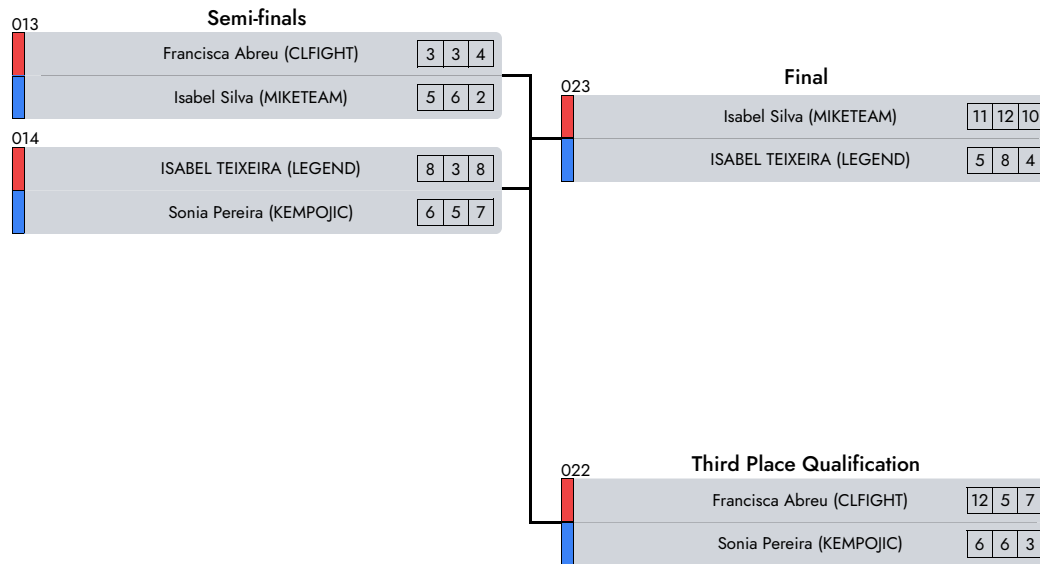 Semi-finals
013
Francisca Abreu (CLFIGHT) 3 3 4
Isabel Silva (MIKETEAM) 5 6 2
014
ISABEL TEIXEIRA (LEGEND) 8 3 8
Sonia Pereira (KEMPOJIC) 6 5 7
Final
023
Isabel Silva (MIKETEAM) 11 12 10
ISABEL TEIXEIRA (LEGEND) 5 8 4
Third Place Qualification
022
Francisca Abreu (CLFIGHT) 12 5 7
Sonia Pereira (KEMPOJIC) 6 6 3